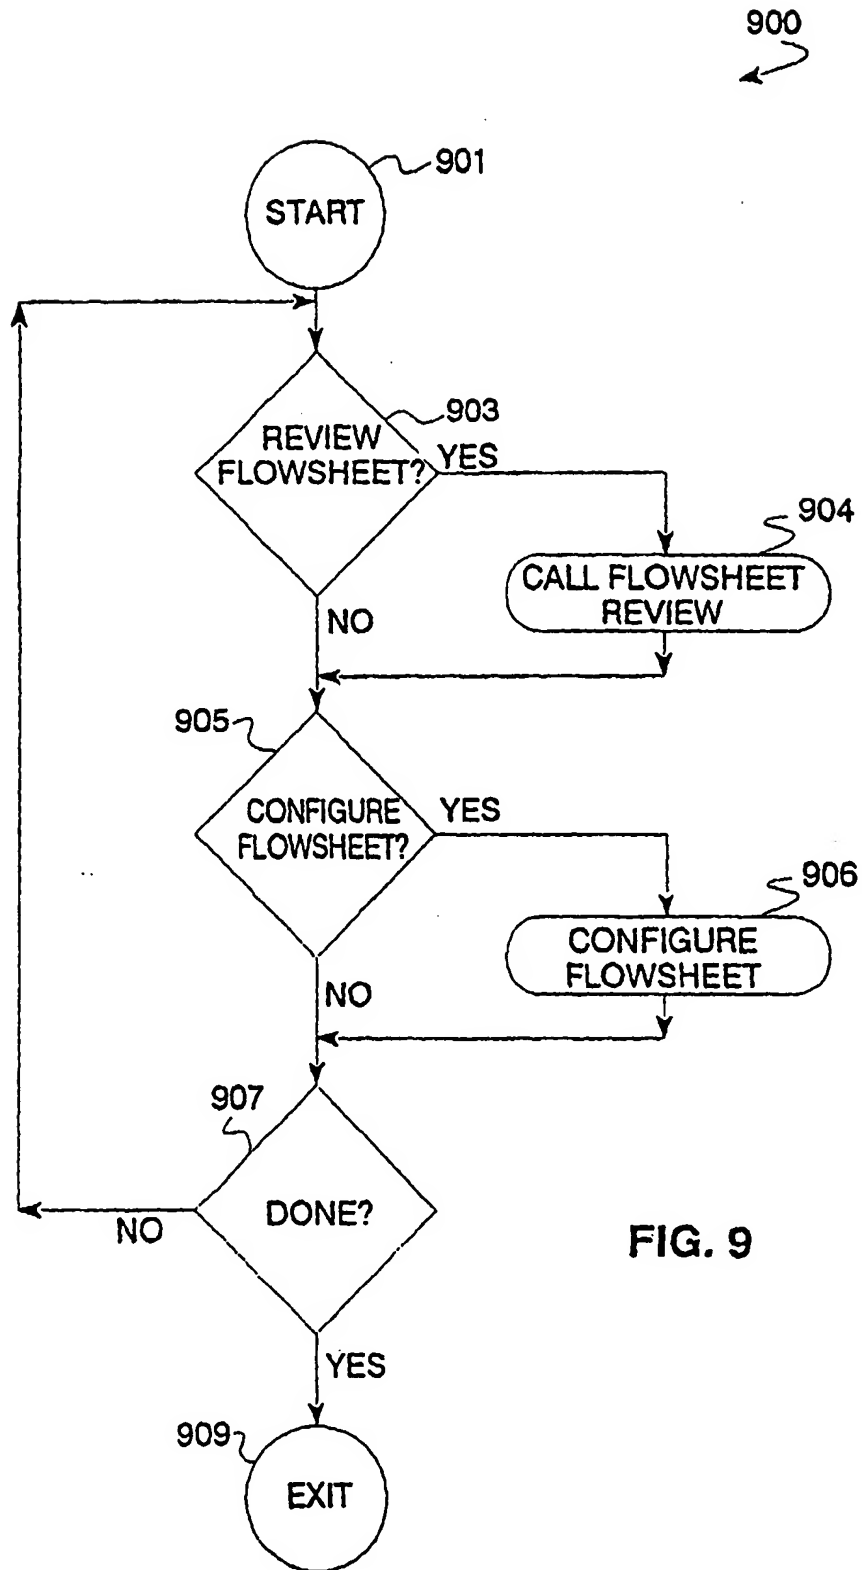 900
901
START
903
REVIEW
FLOWSHEET?
YES
904
CALL FLOWSHEET
REVIEW
NO
905
CONFIGURE
FLOWSHEET?
YES
906
CONFIGURE
FLOWSHEET
NO
907
DONE?
NO
FIG. 9
YES
909
EXIT